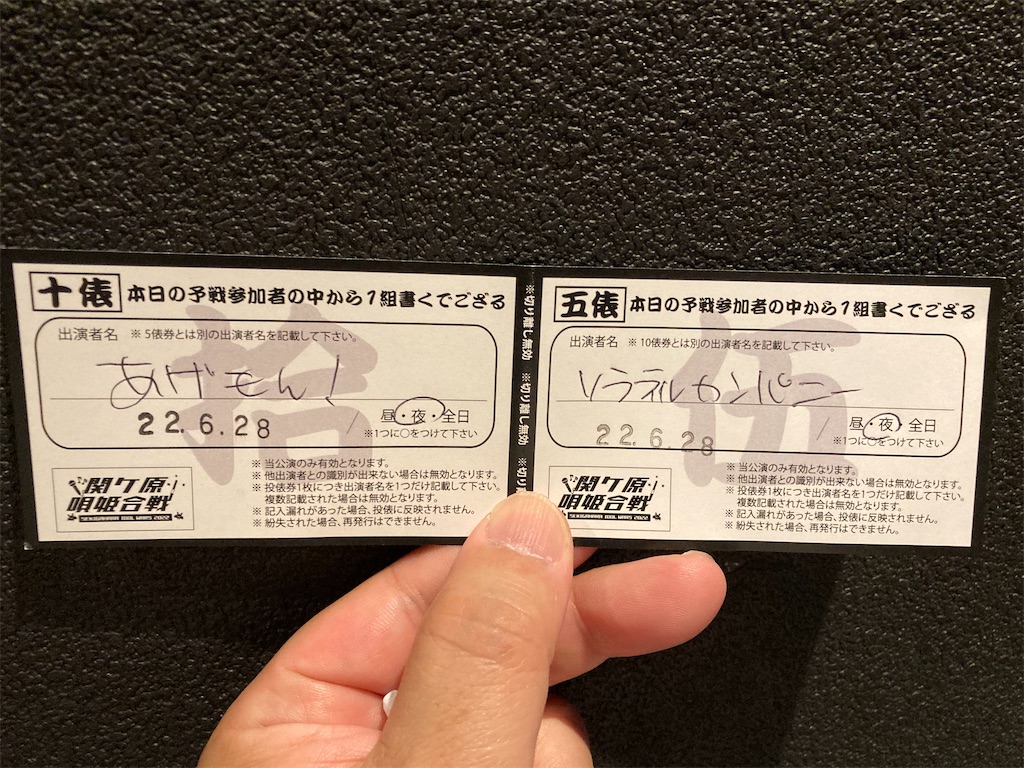 十俵 本日の予戦参加者の中から1組書くでござる
出演者名 ※5俵券とは別の出演者名を記載して下さい。
拾
あげもん!
22.6.28
昼・夜・全日
※1つに○をつけて下さい
※ 当公演のみ有効となります。
※ 他出演者との識別が出来ない場合は無効となります。
※ 投俵券1枚につき出演者名を1つだけ記載して下さい。
複数記載された場合は無効となります。
※ 記入漏れがあった場合、投俵に反映されません。
※ 紛失された場合、再発行はできません。
関ケ原
唄姫合戦
SEKIGAHARA IDOL WARS 2022
※切り離し無効 ※切り離し無効 ※切り
五俵 本日の予戦参加者の中から1組書くでござる
出演者名 ※10俵券とは別の出演者名を記載して下さい。
伍
ソラネルカンパニー
22.6.28
昼・夜・全日
※1つに○をつけて下さい
※ 当公演のみ有効となります。
※ 他出演者との識別が出来ない場合は無効となります。
※ 投俵券1枚につき出演者名を1つだけ記載して下さい。
複数記載された場合は無効となります。
※ 記入漏れがあった場合、投俵に反映されません。
※ 紛失された場合、再発行はできません。
関ケ原
唄姫合戦
SEKIGAHARA IDOL WARS 2022